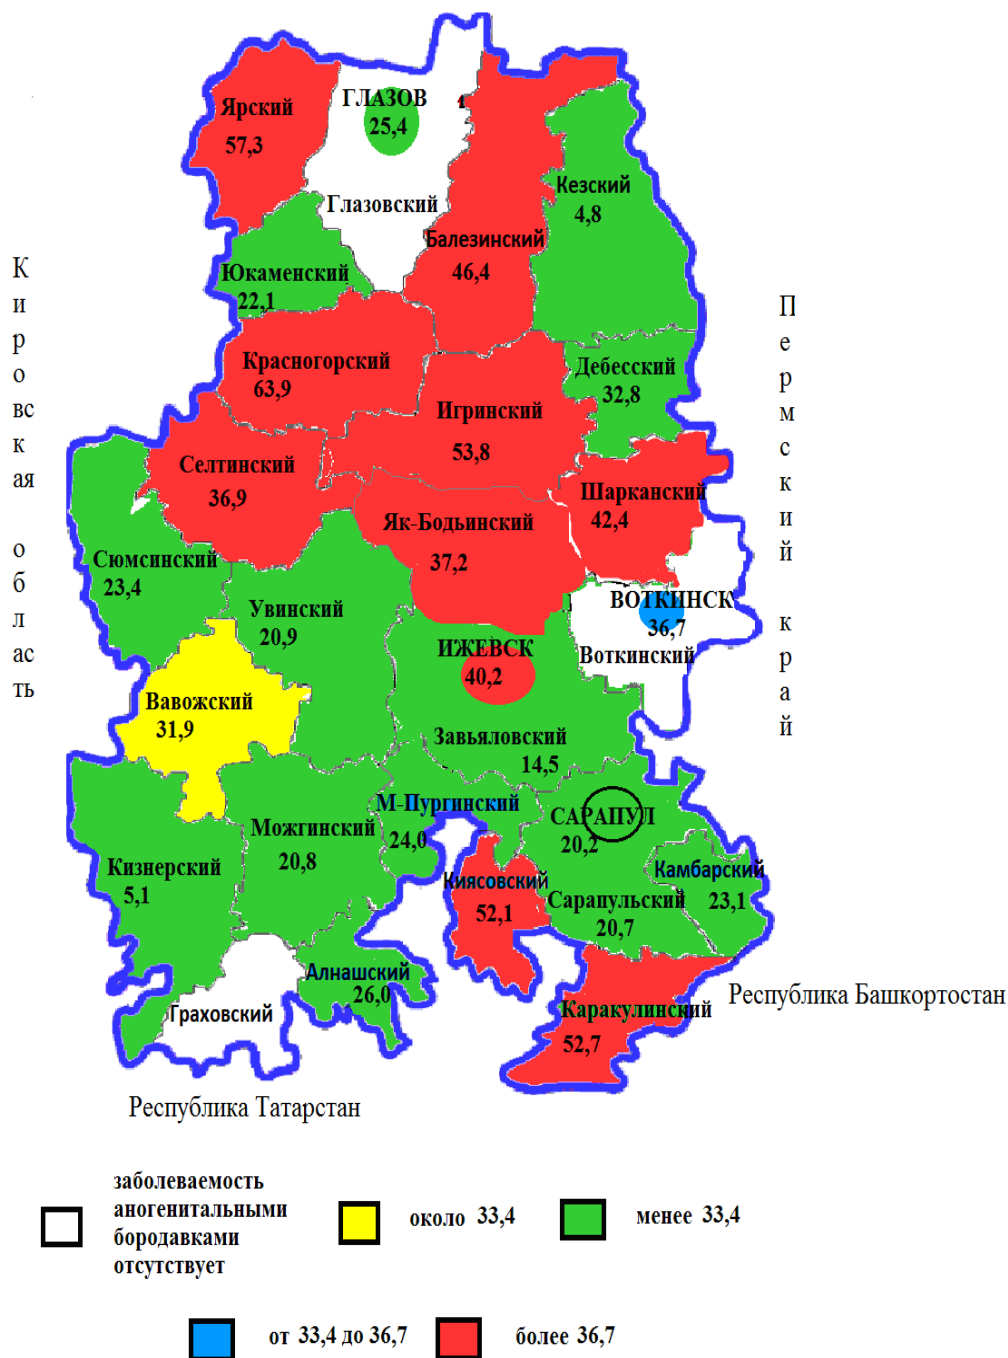 ГЛАЗОВ
25,4
Ярский
57,3
Глазовский
Кезский
4,8
Балезинский
46,4
Юкаменский
22,1
Красногорский
63,9
Дебесский
32,8
Игринский
53,8
Селтинский
36,9
Шарканский
42,4
Як-Бодьинский
37,2
Сюмсинский
23,4
Увинский
20,9
ВОТКИНСК
36,7
Воткинский
ИЖЕВСК
40,2
Вавожский
31,9
Завьяловский
14,5
М-Пургинский
24,0
САРАПУЛ
20,2
Можгинский
20,8
Кизнерский
5,1
Киясовский
52,1
Камбарский
23,1
Сарапульский
20,7
Алнашский
26,0
Граховский
Каракулинский
52,7
К
и
р
о
вс
к
ая
о
б
л
ас
ть
П
е
р
м
с
к
и
й
к
р
а
й
Республика Башкортостан
Республика Татарстан
заболеваемость
аногенитальными
бородавками
отсутствует
около 33,4
менее 33,4
от 33,4 до 36,7
более 36,7